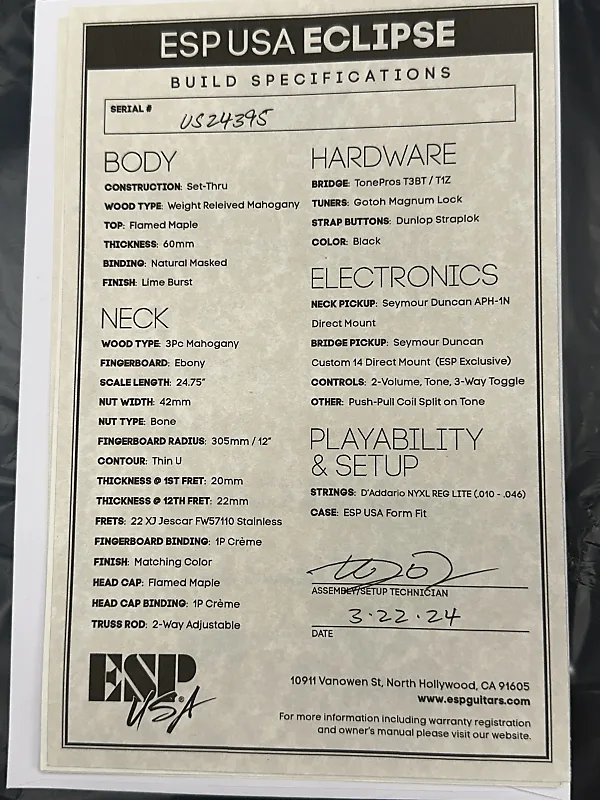 ESP USA ECLIPSE
BUILD SPECIFICATIONS
SERIAL # US24395
BODY
CONSTRUCTION: Set-Thru
WOOD TYPE: Weight Releived Mahogany
TOP: Flamed Maple
THICKNESS: 60mm
BINDING: Natural Masked
FINISH: Lime Burst
NECK
WOOD TYPE: 3Pc Mahogany
FINGERBOARD: Ebony
SCALE LENGTH: 24.75"
NUT WIDTH: 42mm
NUT TYPE: Bone
FINGERBOARD RADIUS: 305mm / 12"
CONTOUR: Thin U
THICKNESS @ 1ST FRET: 20mm
THICKNESS @ 12TH FRET: 22mm
FRETS: 22 XJ Jescar FW57110 Stainless
FINGERBOARD BINDING: 1P Crème
FINISH: Matching Color
HEAD CAP: Flamed Maple
HEAD CAP BINDING: 1P Crème
TRUSS ROD: 2-Way Adjustable
HARDWARE
BRIDGE: TonePros T3BT / T1Z
TUNERS: Gotoh Magnum Lock
STRAP BUTTONS: Dunlop Straplok
COLOR: Black
ELECTRONICS
NECK PICKUP: Seymour Duncan APH-1N
Direct Mount
BRIDGE PICKUP: Seymour Duncan
Custom 14 Direct Mount (ESP Exclusive)
CONTROLS: 2-Volume, Tone, 3-Way Toggle
OTHER: Push-Pull Coil Split on Tone
PLAYABILITY
& SETUP
STRINGS: D'Addario NYXL REG LITE (.010 - .046)
CASE: ESP USA Form Fit
ASSEMBLY/SETUP TECHNICIAN
3·22·24
DATE
ESP
USA
®
10911 Vanowen St, North Hollywood, CA 91605
www.espguitars.com
For more information including warranty registration
and owner's manual please visit our website.